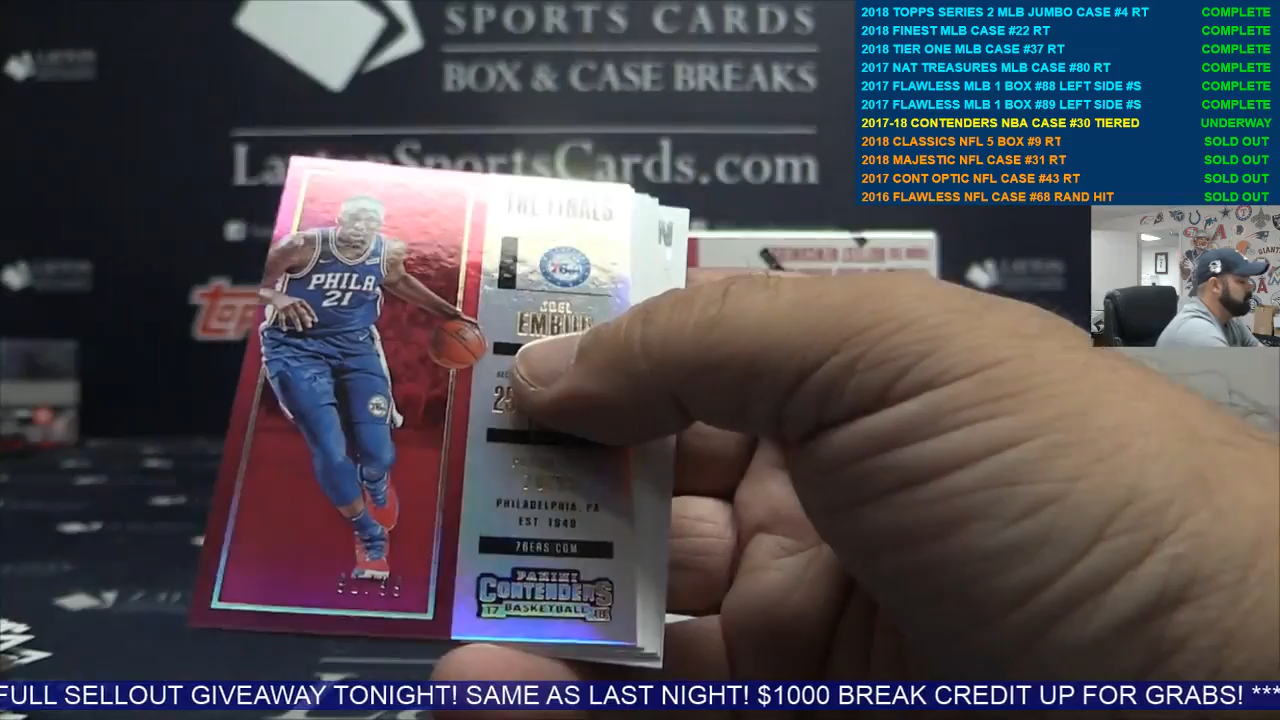 SPORTS CARDS
BOX & CASE BREAKS
SportsCards.com
2018 TOPPS SERIES 2 MLB JUMBO CASE #4 RT COMPLETE
2018 FINEST MLB CASE #22 RT COMPLETE
2018 TIER ONE MLB CASE #37 RT COMPLETE
2017 NAT TREASURES MLB CASE #80 RT COMPLETE
2017 FLAWLESS MLB 1 BOX #88 LEFT SIDE #S COMPLETE
2017 FLAWLESS MLB 1 BOX #89 LEFT SIDE #S COMPLETE
2017-18 CONTENDERS NBA CASE #30 TIERED UNDERWAY
2018 CLASSICS NFL 5 BOX #9 RT SOLD OUT
2018 MAJESTIC NFL CASE #31 RT SOLD OUT
2017 CONT OPTIC NFL CASE #43 RT SOLD OUT
2016 FLAWLESS NFL CASE #68 RAND HIT SOLD OUT
THE FINALS
76ers
JOEL
PHILA
21
PHILADELPHIA, PA
EST. 1949
76ERS.COM
PANINI
CONTENDERS
17 BASKETBALL 18
FULL SELLOUT GIVEAWAY TONIGHT! SAME AS LAST NIGHT! $1000 BREAK CREDIT UP FOR GRABS! ***